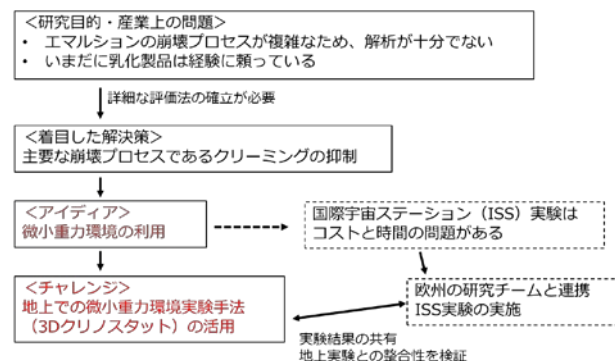 <研究目的・産業上の問題>
• エマルションの崩壊プロセスが複雑なため、解析が十分でない
• いまだに乳化製品は経験に頼っている
詳細な評価法の確立が必要
<着目した解決策>
主要な崩壊プロセスであるクリーミングの抑制
<アイディア>
微小重力環境の利用
国際宇宙ステーション（ISS）実験は
コストと時間の問題がある
<チャレンジ>
地上での微小重力環境実験手法
（3Dクリノスタット）の活用
欧州の研究チームと連携
ISS実験の実施
実験結果の共有
地上実験との整合性を検証